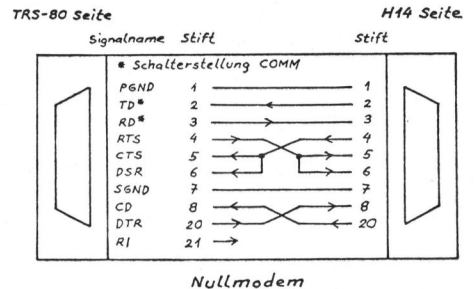 TRS-80 Seite H14 Seite
Signalname Stift Stift
* Schalterstellung COMM
PGND 1 1
TD* 2 2
RD* 3 3
RTS 4 4
CTS 5 5
DSR 6 6
SGND 7 7
CD 8 8
DTR 20 20
RI 21
Nullmodem